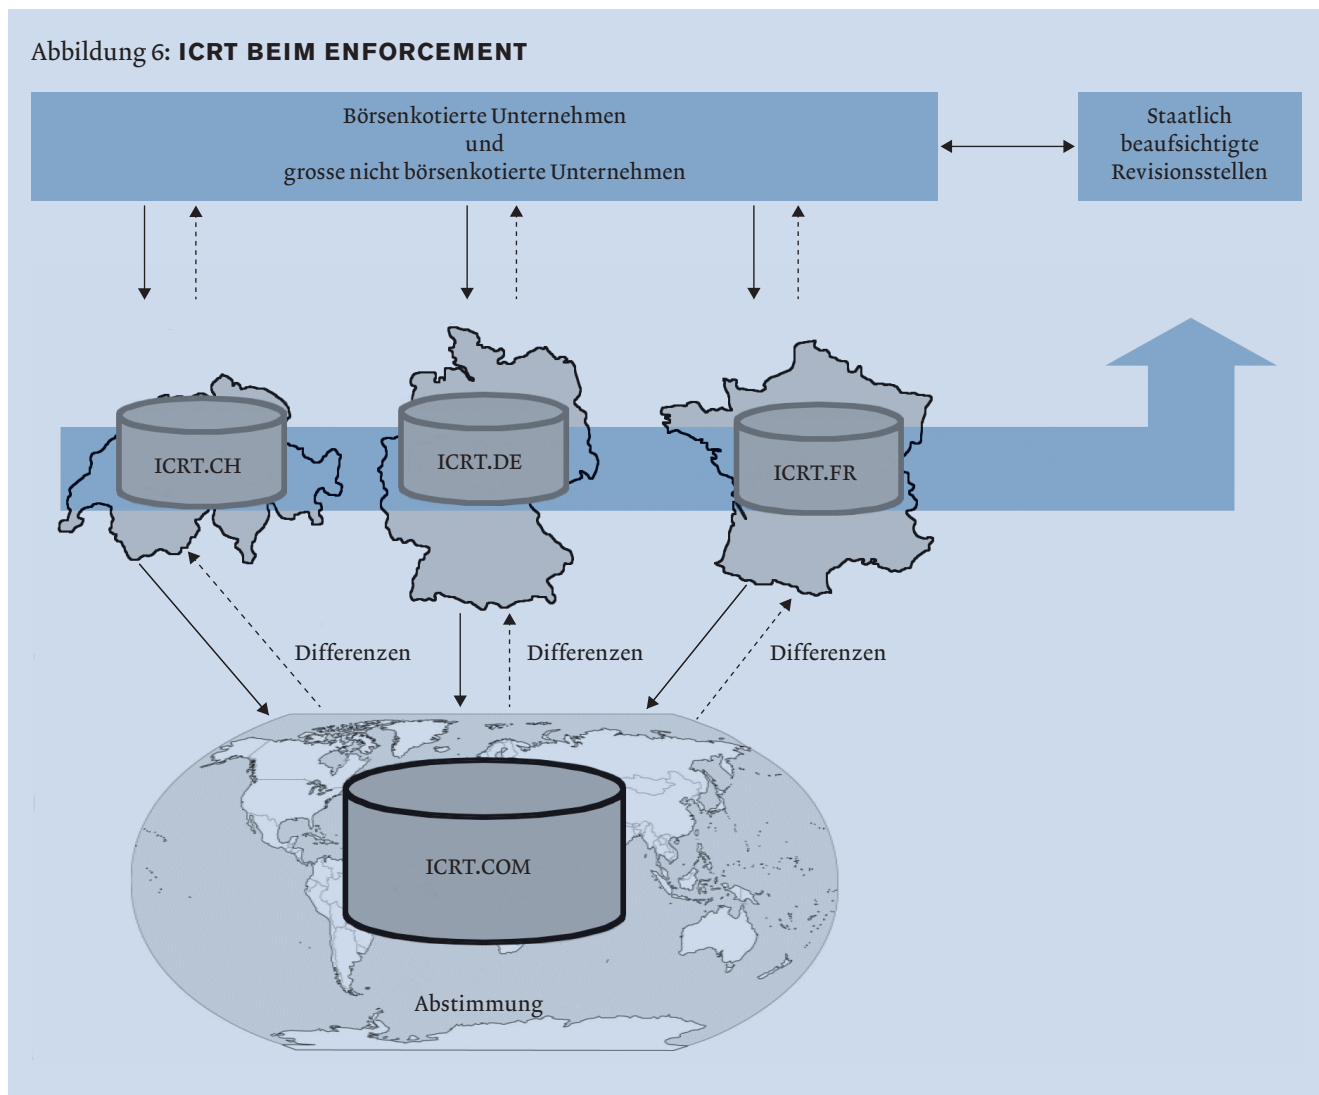 Abbildung 6: ICRT BEIM ENFORCEMENT
Börsenkotierte Unternehmen
und
grosse nicht börsenkotierte Unternehmen
Staatlich
beaufsichtigte
Revisionsstellen
ICRT.CH
ICRT.DE
ICRT.FR
Differenzen
Differenzen
Differenzen
ICRT.COM
Abstimmung